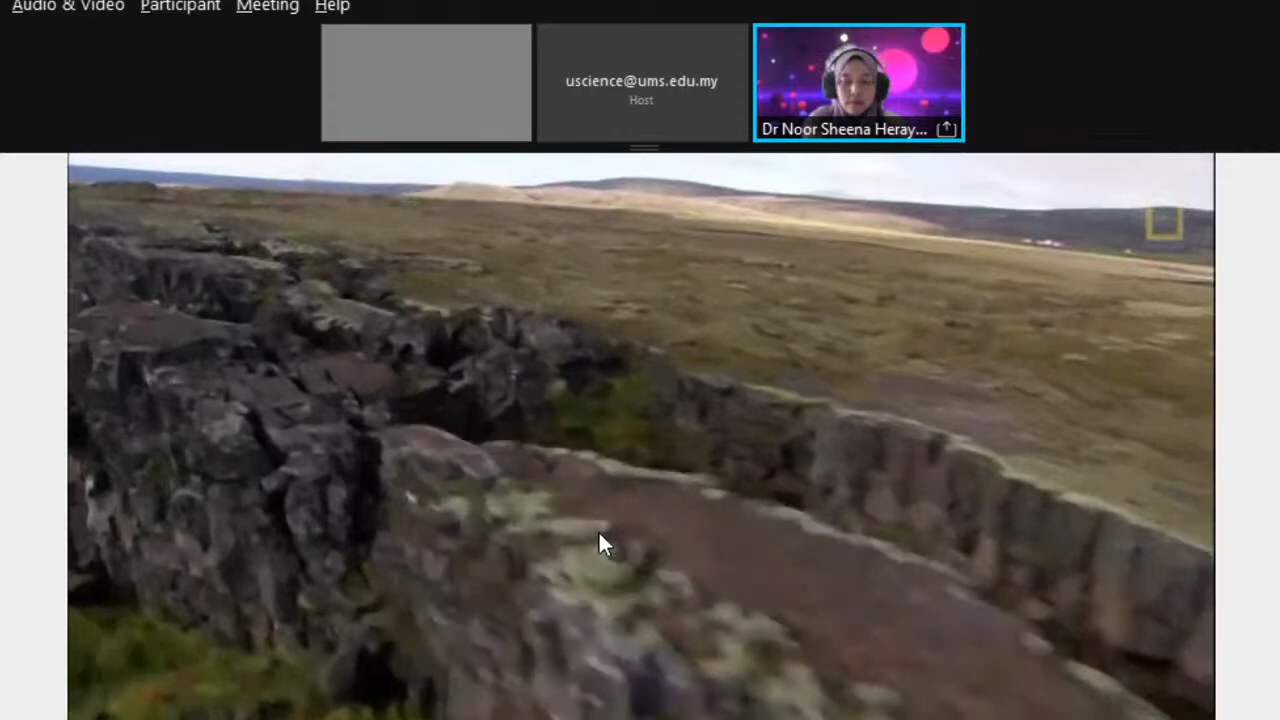 Audio & Video Participant Meeting Help
uscience@ums.edu.my
Host
Dr Noor Sheena Heray...